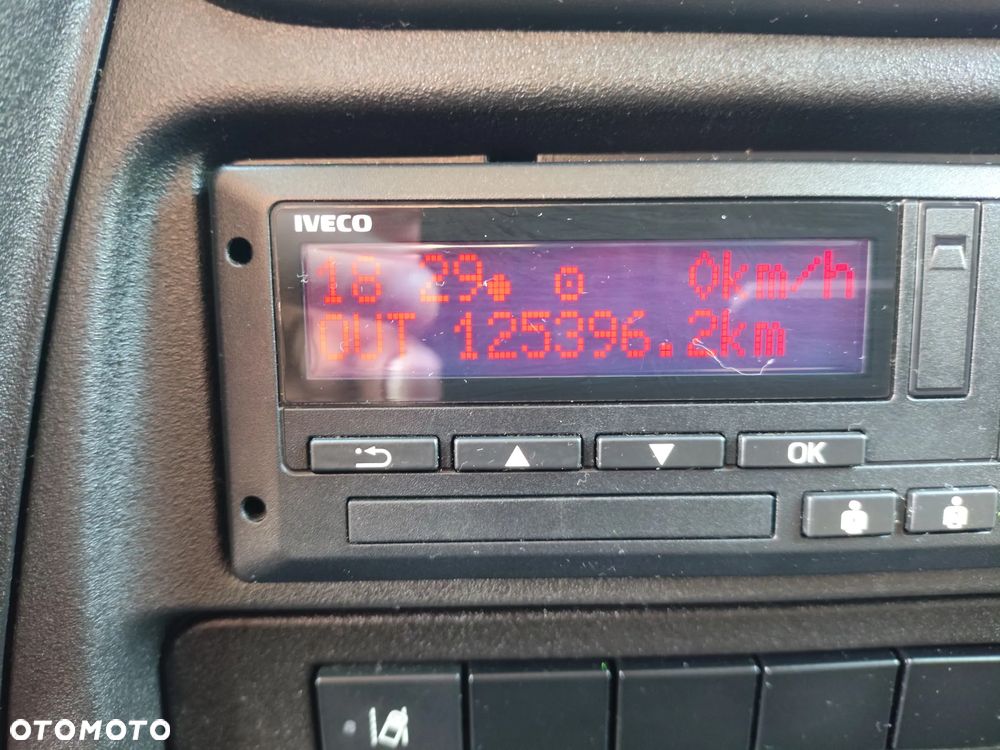 IVECO
18 29 0km/h
OUT 125396.2km
OK
OTOMOTO